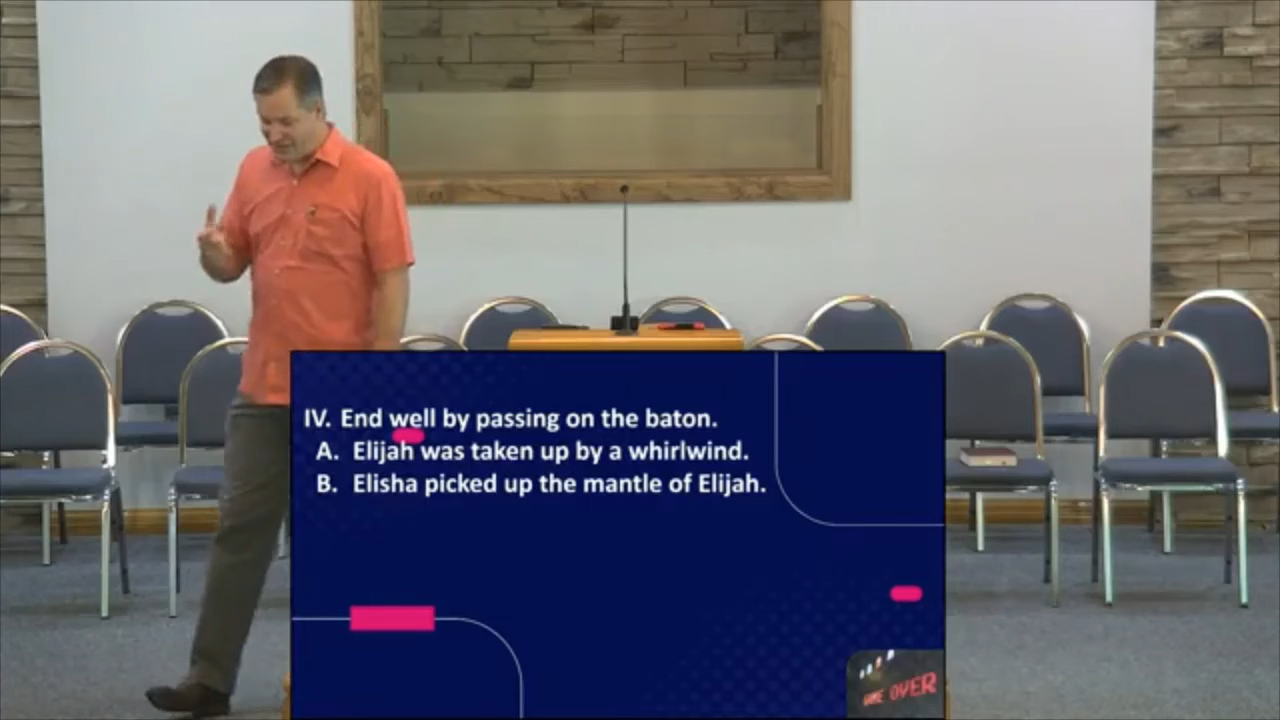 IV. End well by passing on the baton.
A. Elijah was taken up by a whirlwind.
B. Elisha picked up the mantle of Elijah.
OVER